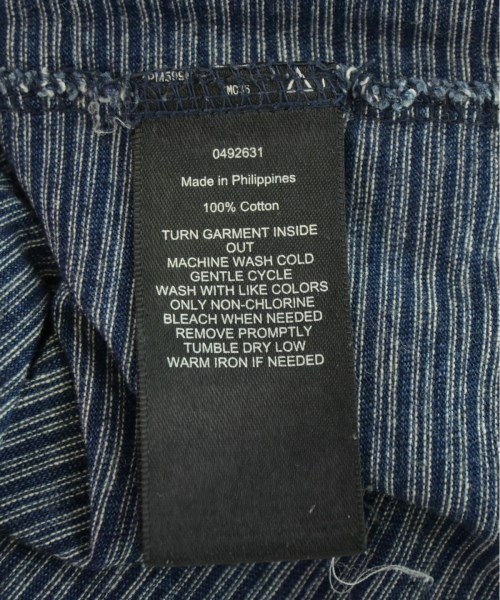 0492631
Made in Philippines
100% Cotton
TURN GARMENT INSIDE
OUT
MACHINE WASH COLD
GENTLE CYCLE
WASH WITH LIKE COLORS
ONLY NON-CHLORINE
BLEACH WHEN NEEDED
REMOVE PROMPTLY
TUMBLE DRY LOW
WARM IRON IF NEEDED